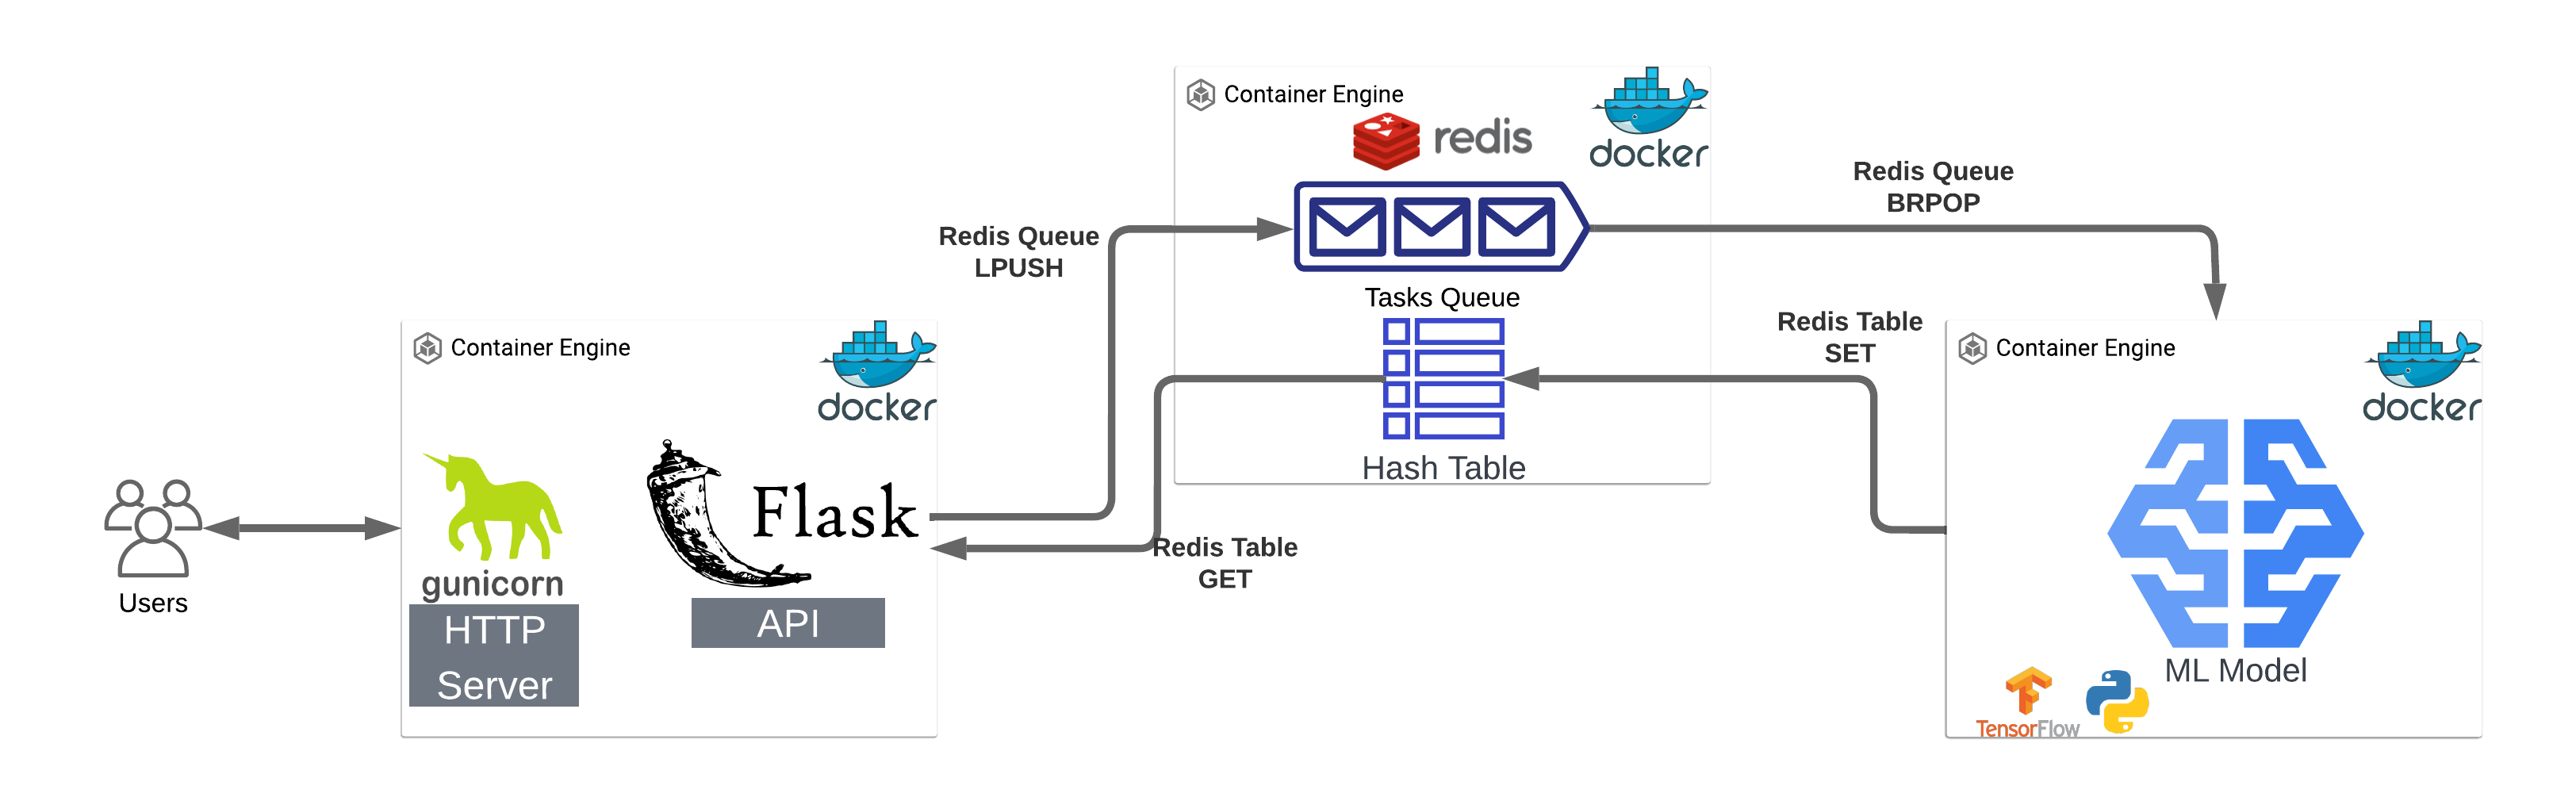 Container Engine
redis
docker
Redis Queue
BRPOP
Redis Queue
LPUSH
Tasks Queue
Redis Table
SET
Container Engine
docker
Container Engine
docker
Hash Table
Flask
Redis Table
GET
gunicorn
Users
HTTP
Server
API
ML Model
TensorFlow